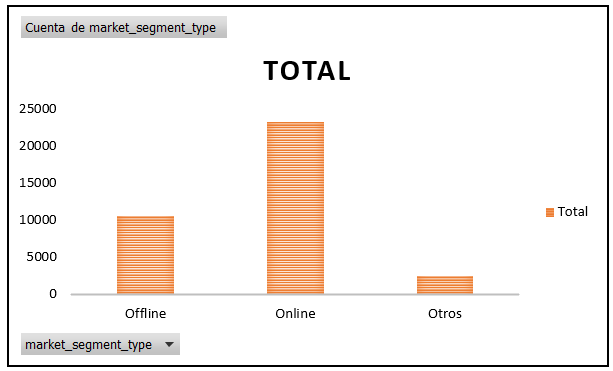 Cuenta de market_segment_type
TOTAL
25000
20000
15000
10000
5000
0
Offline
Online
Otros
Total
market_segment_type